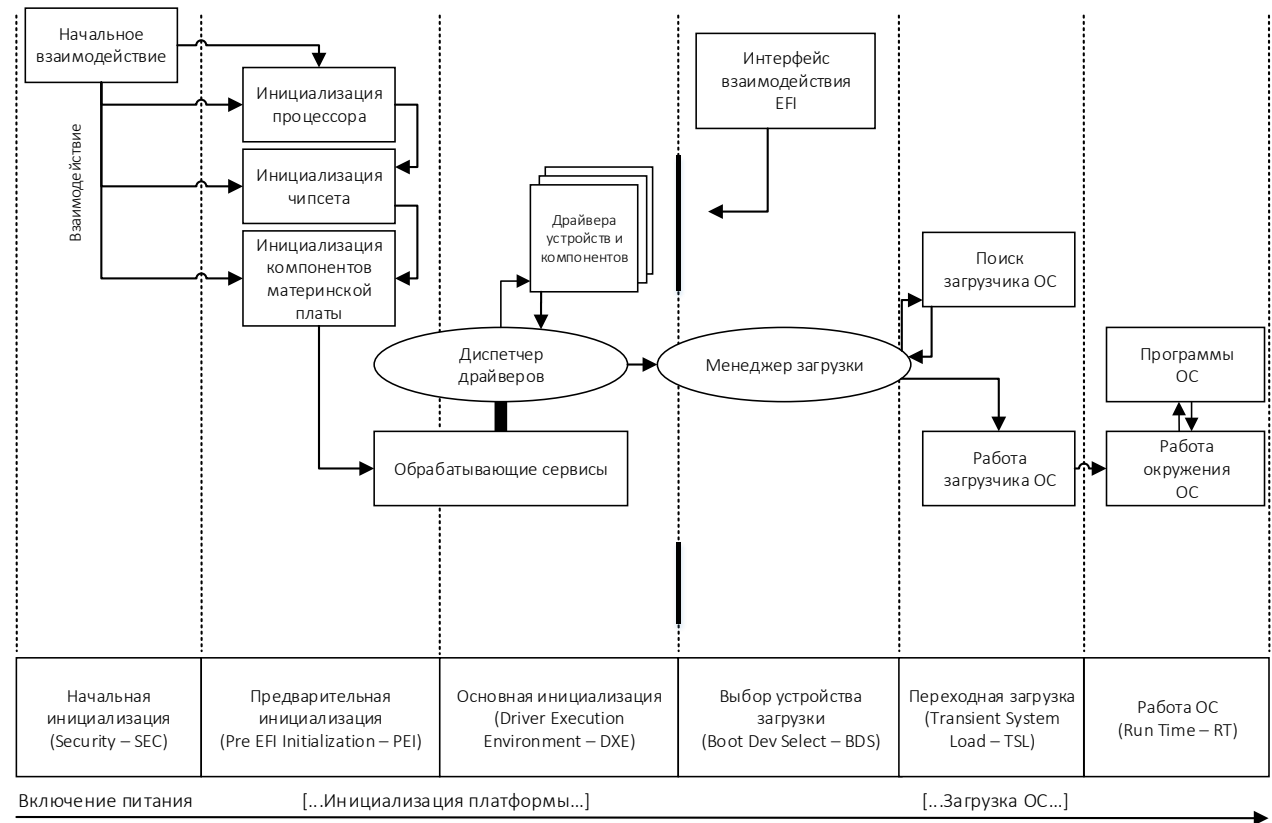 Начальное
взаимодействие
Взаимодействие
Инициализация
процессора
Инициализация
чипсета
Инициализация
компонентов
материнской
платы
Драйвера
устройств и
компонентов
Диспетчер
драйверов
Обрабатывающие сервисы
Интерфейс
взаимодействия
EFI
Менеджер загрузки
Поиск
загрузчика ОС
Работа
загрузчика ОС
Программы
ОС
Работа
окружения
ОС
Начальная
инициализация
(Security – SEC)
Предварительная
инициализация
(Pre EFI Initialization – PEI)
Основная инициализация
(Driver Execution
Environment – DXE)
Выбор устройства
загрузки
(Boot Dev Select – BDS)
Переходная загрузка
(Transient System
Load – TSL)
Работа ОС
(Run Time – RT)
Включение питания
[...Инициализация платформы...]
[...Загрузка ОС...]